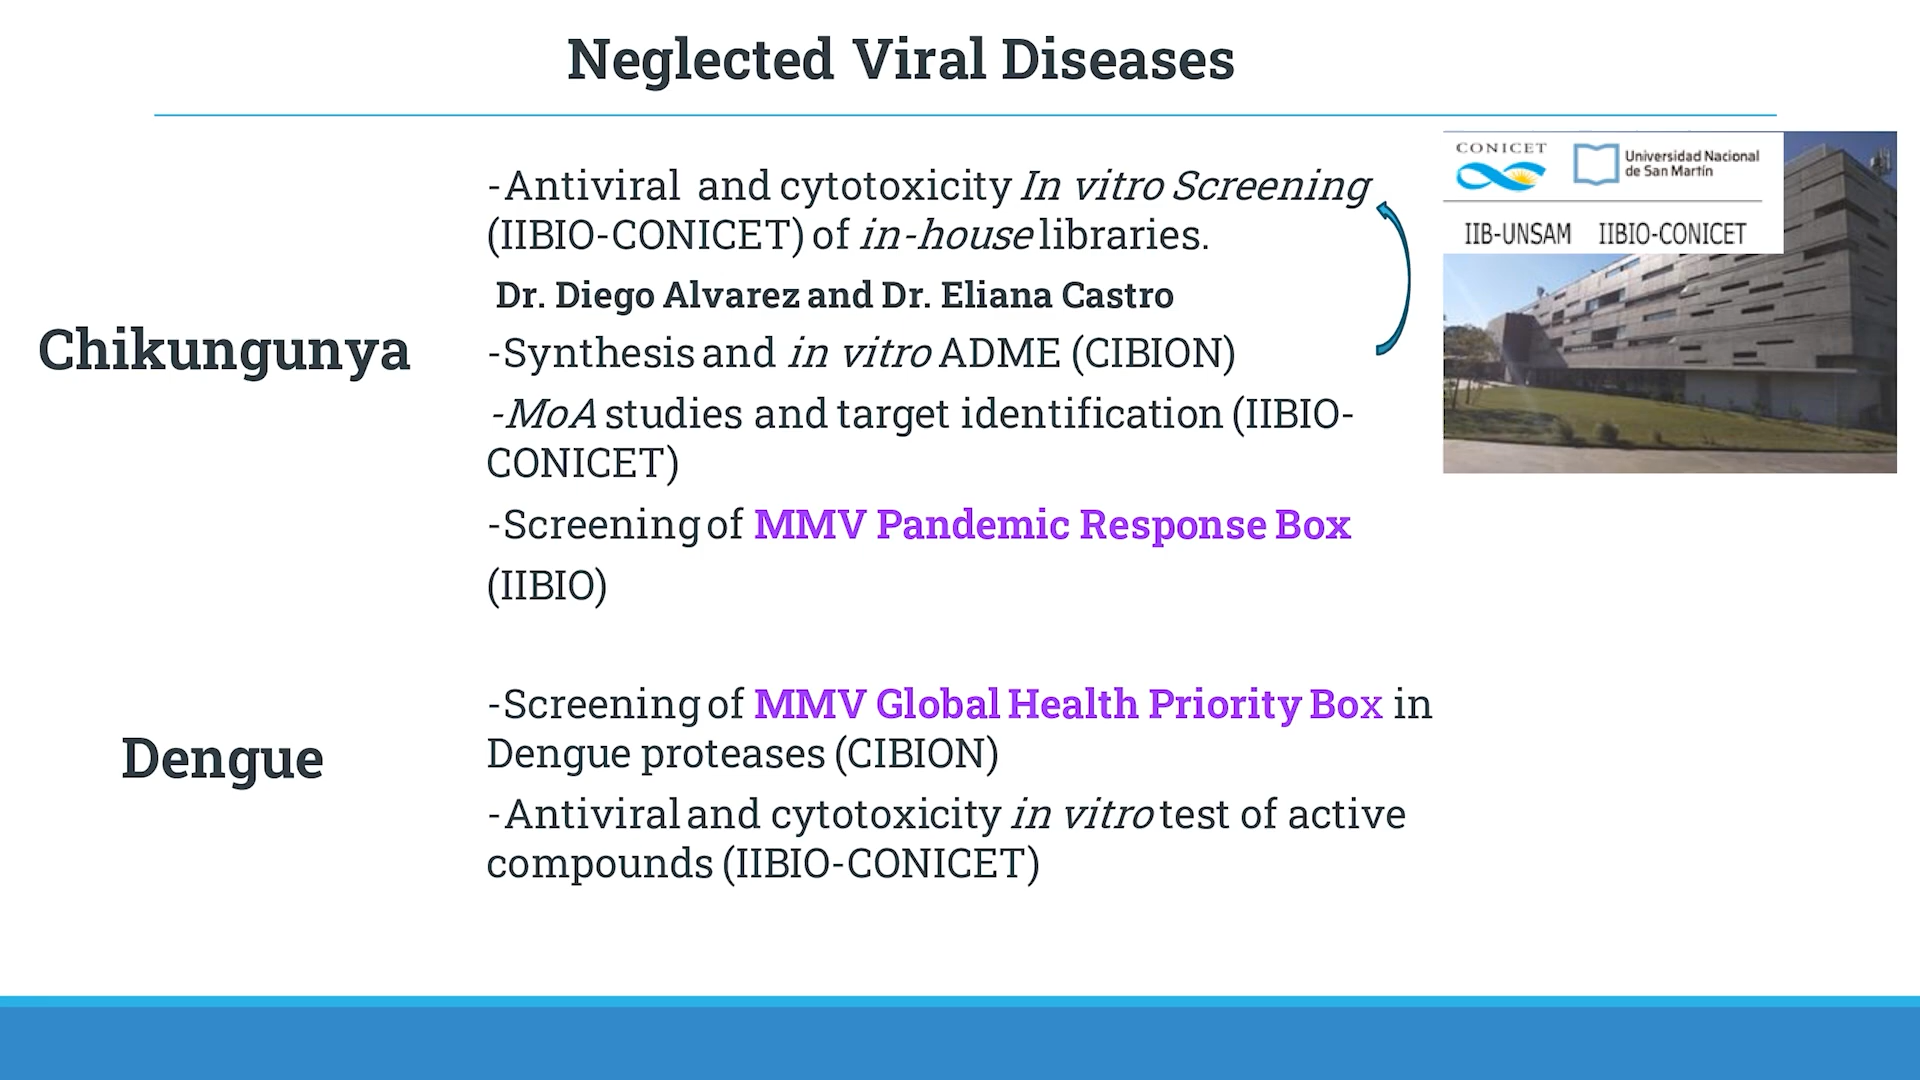 Neglected Viral Diseases
CONICET
Universidad Nacional
de San Martín
IIB-UNSAM IIBIO-CONICET
Chikungunya
-Antiviral and cytotoxicity In vitro Screening
(IIBIO-CONICET) of in-house libraries.
Dr. Diego Alvarez and Dr. Eliana Castro
-Synthesis and in vitro ADME (CIBION)
-MoA studies and target identification (IIBIO-
CONICET)
-Screening of MMV Pandemic Response Box
(IIBIO)
Dengue
-Screening of MMV Global Health Priority Box in
Dengue proteases (CIBION)
-Antiviral and cytotoxicity in vitro test of active
compounds (IIBIO-CONICET)